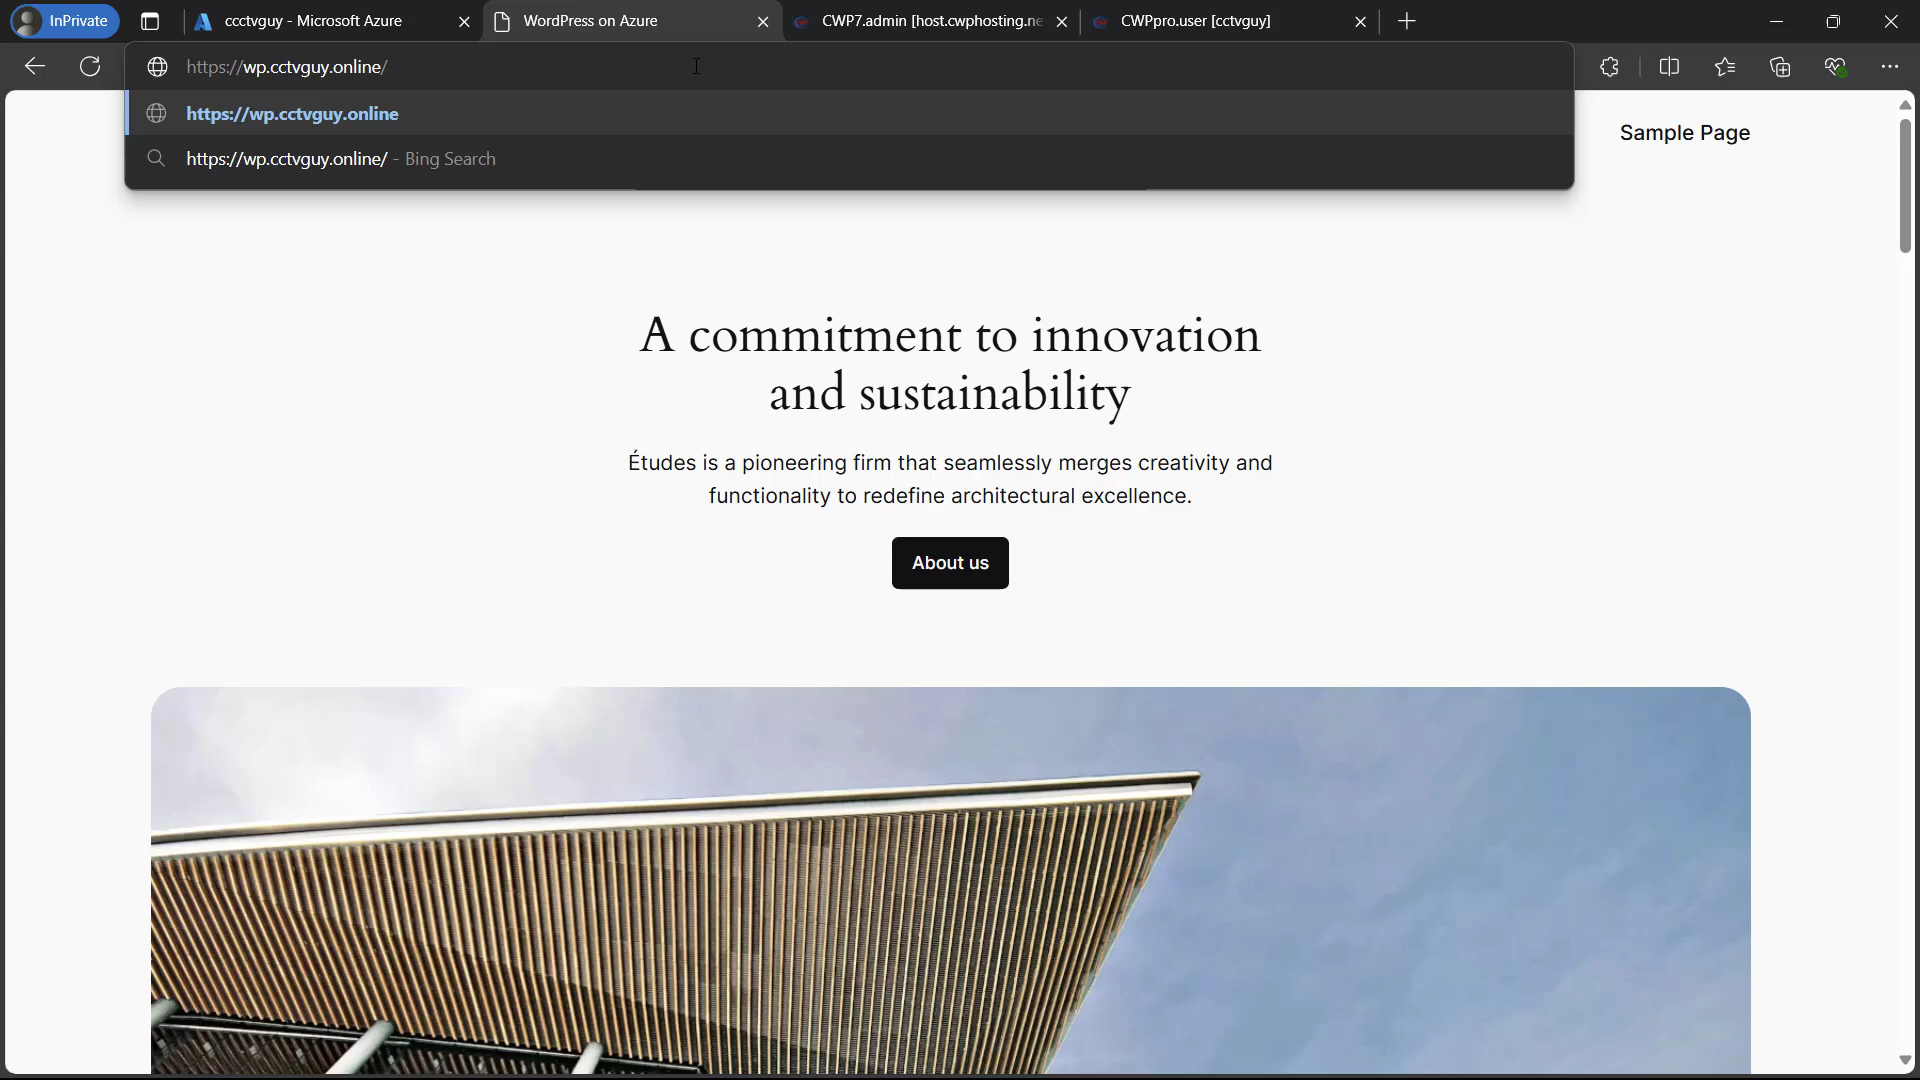 InPrivate
ccctvguy - Microsoft Azure
WordPress on Azure
CWP7.admin [host.cwphosting.ne
CWPpro.user [cctvguy]
https://wp.cctvguy.online/
https://wp.cctvguy.online
https://wp.cctvguy.online/ - Bing Search
Sample Page
A commitment to innovation
and sustainability
Études is a pioneering firm that seamlessly merges creativity and
functionality to redefine architectural excellence.
About us